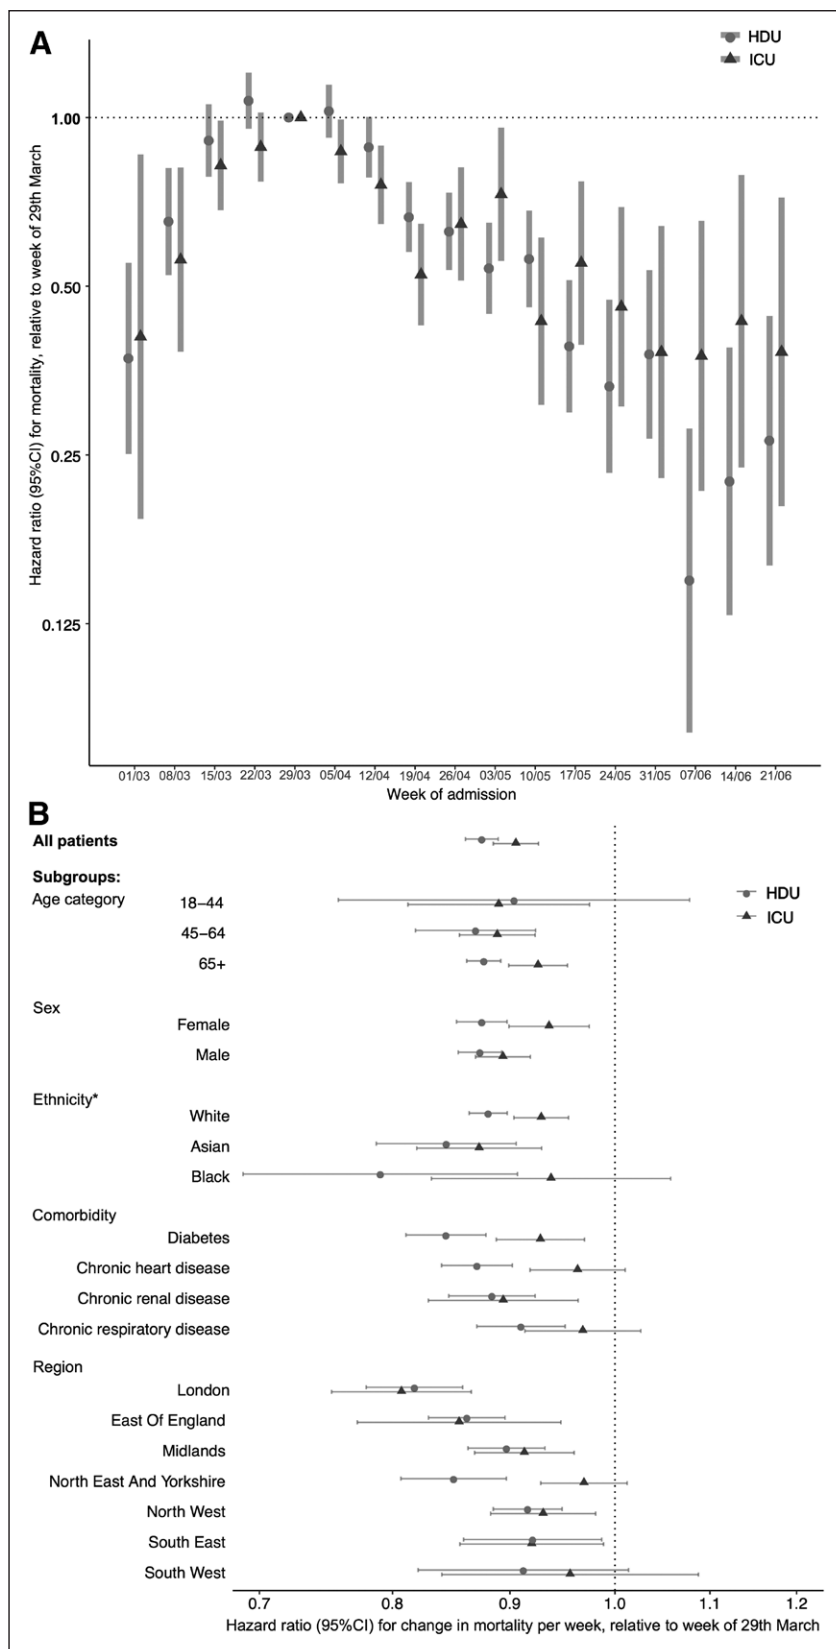 A
HDU
ICU
Hazard ratio (95%CI) for mortality, relative to week of 29th March
1.00
0.50
0.25
0.125
01/03 08/03 15/03 22/03 29/03 05/04 12/04 19/04 26/04 03/05 10/05 17/05 24/05 31/05 07/06 14/06 21/06
Week of admission
B
All patients
Subgroups:
HDU
ICU
Age category
18–44
45–64
65+
Sex
Female
Male
Ethnicity*
White
Asian
Black
Comorbidity
Diabetes
Chronic heart disease
Chronic renal disease
Chronic respiratory disease
Region
London
East Of England
Midlands
North East And Yorkshire
North West
South East
South West
0.7 0.8 0.9 1.0 1.1 1.2
Hazard ratio (95%CI) for change in mortality per week, relative to week of 29th March